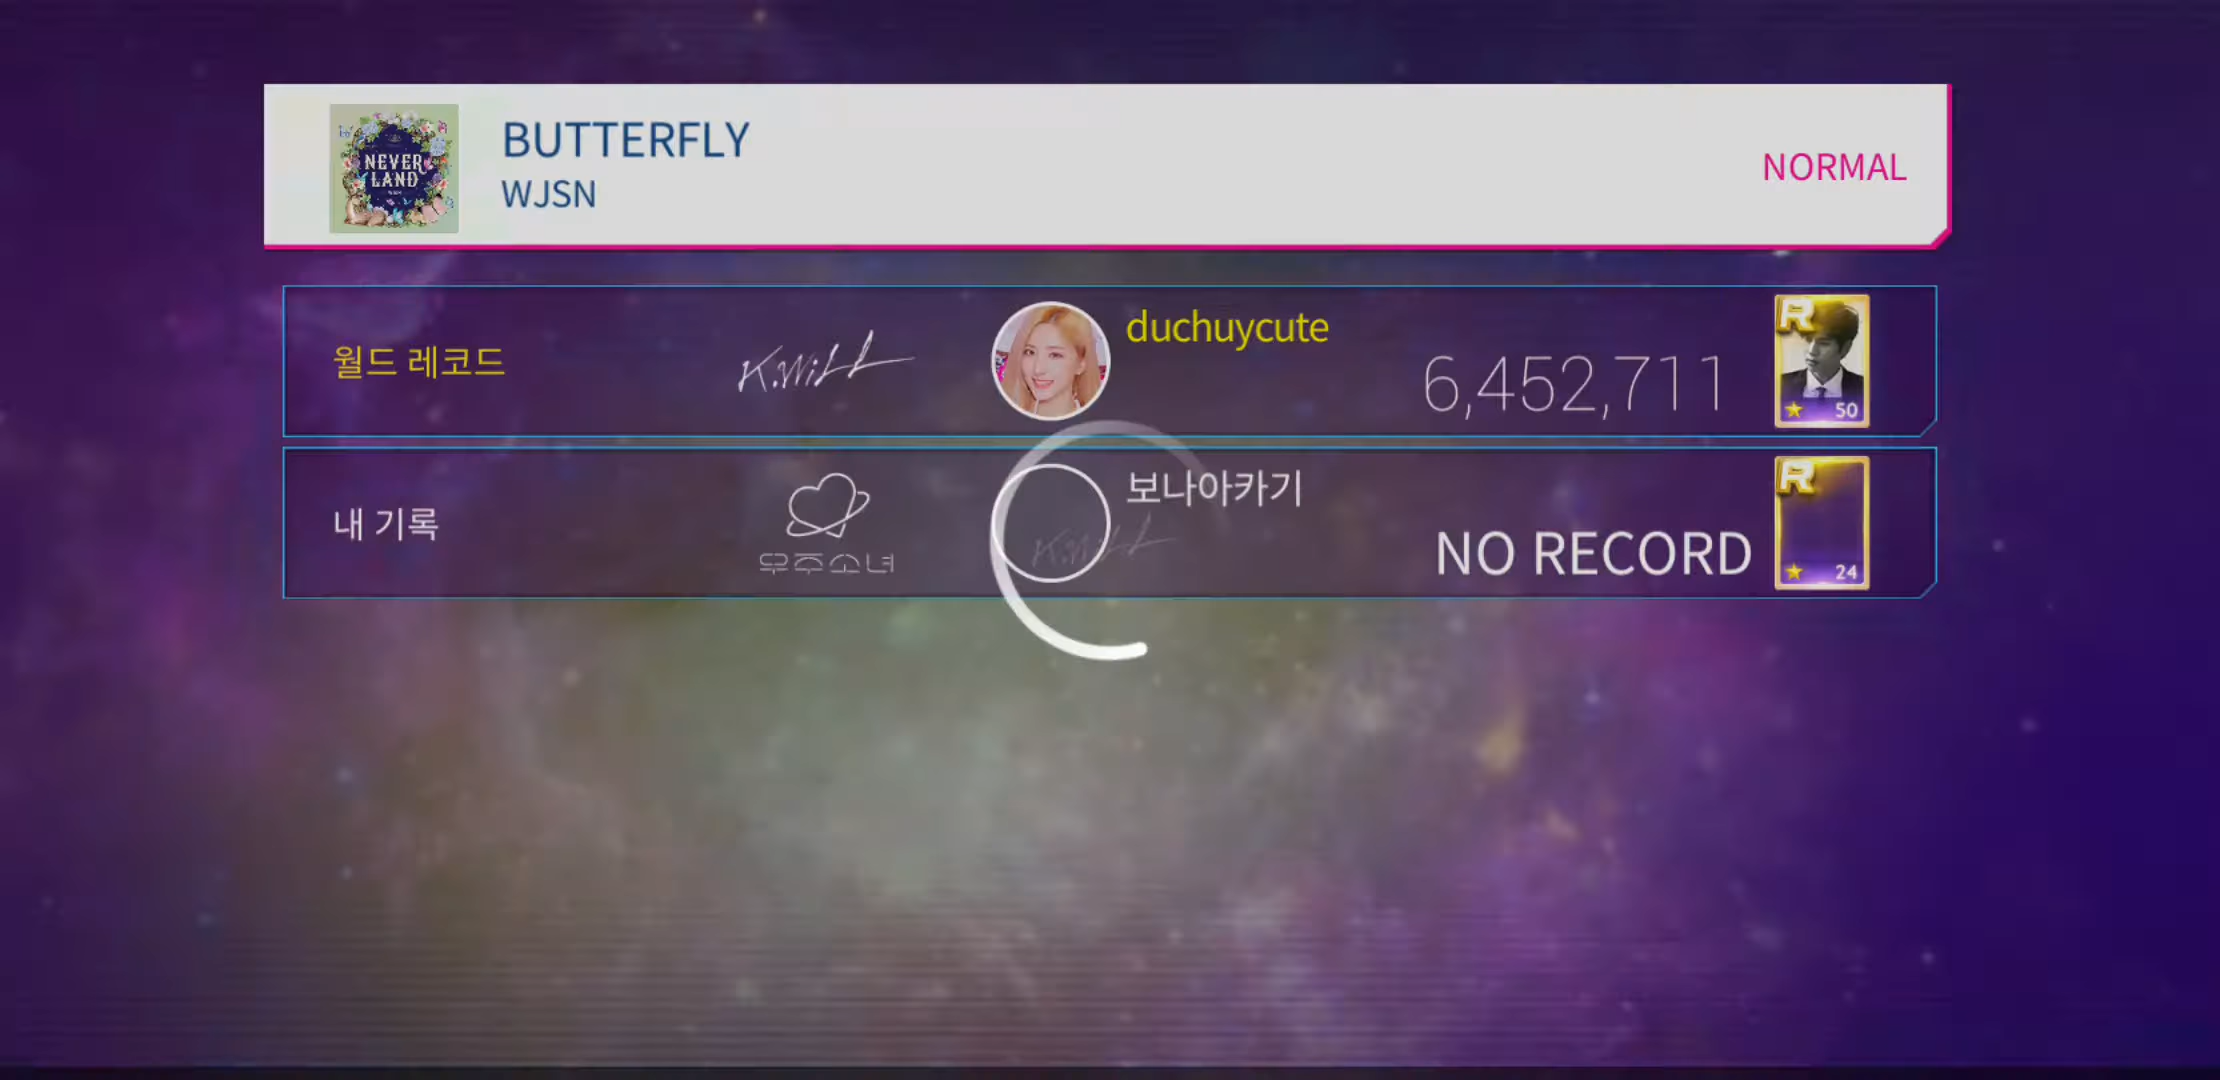 NEVER
LAND
BUTTERFLY
WJSN
NORMAL
월드 레코드
K.WiLL
duchuycute
6,452,711
R
50
내 기록
우주소녀
K.WiLL
보나아카기
NO RECORD
R
24